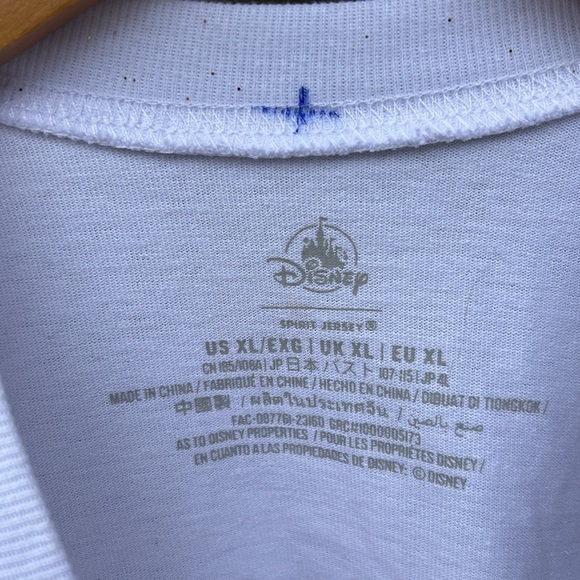 Disney
SPIRIT JERSEY®
US XL/EXG | UK XL | EU XL
CN 185/108A | JP 日本 / バスト 107-115 | JP 4L
MADE IN CHINA / FABRIQUÉ EN CHINE / HECHO EN CHINA / DIBUAT DI TIONGKOK /
中國製 / ผลิตในประเทศจีน / صنع بالصين /
FAC-087761-23160 GRC#1000005173
AS TO DISNEY PROPERTIES / POUR LES PROPRIÉTÉS DISNEY /
EN CUANTO A LAS PROPIEDADES DE DISNEY: © DISNEY